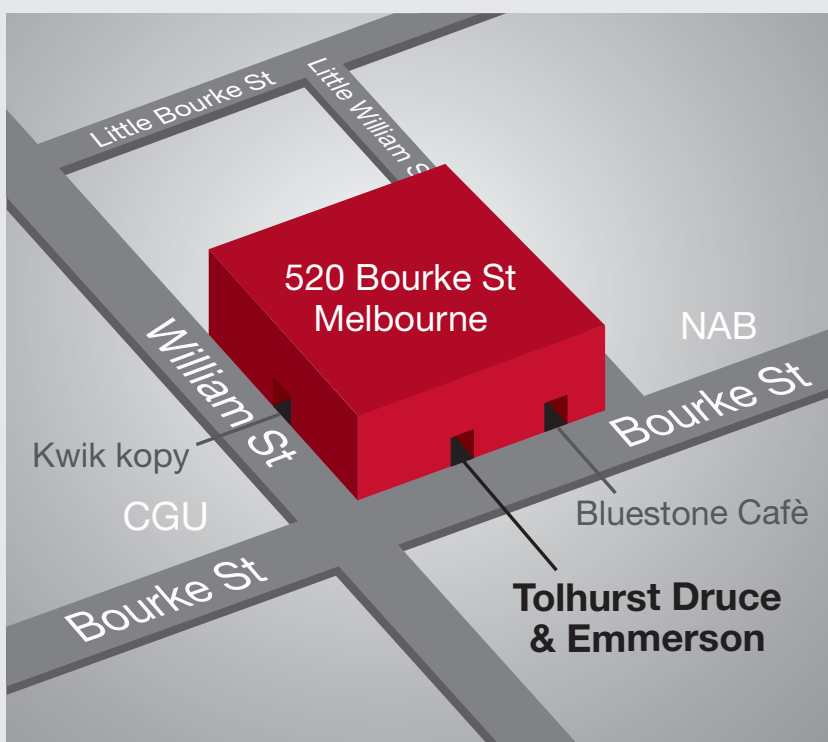 Little Bourke St
Little William S
520 Bourke St
Melbourne
NAB
William St
Bourke St
Kwik kopy
CGU
Bluestone Cafè
Bourke St
Tolhurst Druce
& Emmerson